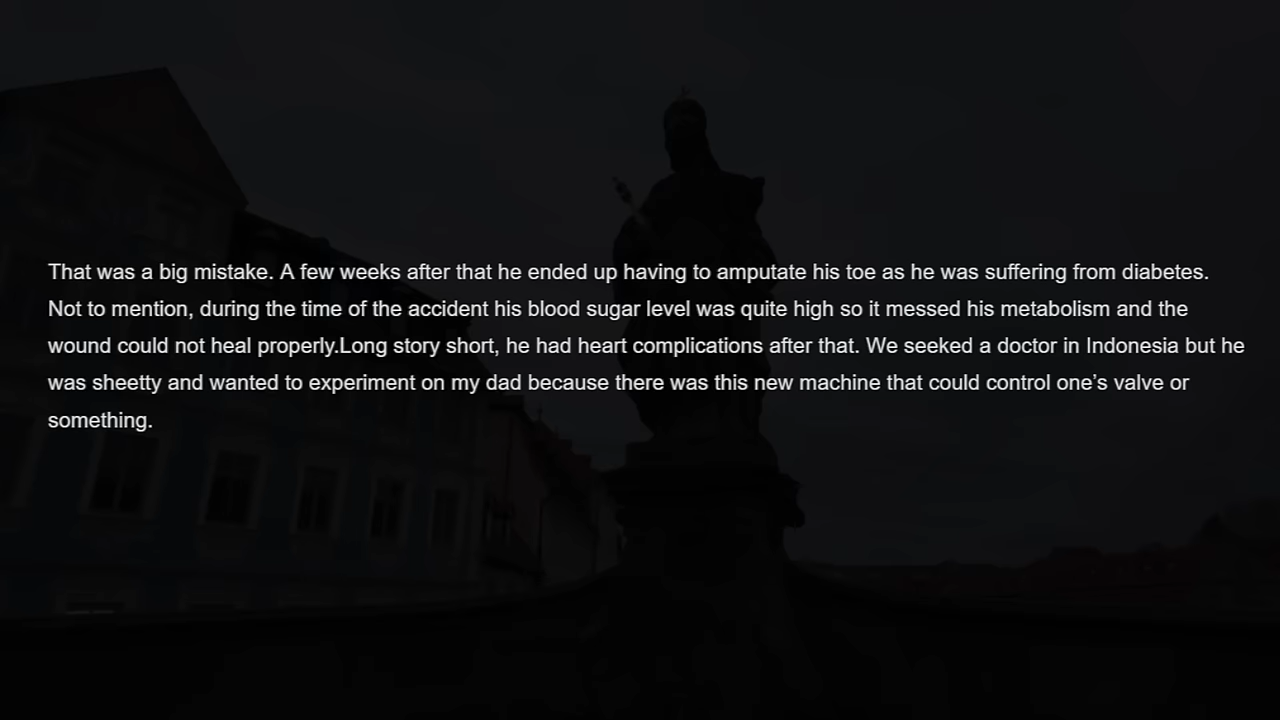 That was a big mistake. A few weeks after that he ended up having to amputate his toe as he was suffering from diabetes.
Not to mention, during the time of the accident his blood sugar level was quite high so it messed his metabolism and the
wound could not heal properly.Long story short, he had heart complications after that. We seeked a doctor in Indonesia but he
was sheetty and wanted to experiment on my dad because there was this new machine that could control one’s valve or
something.